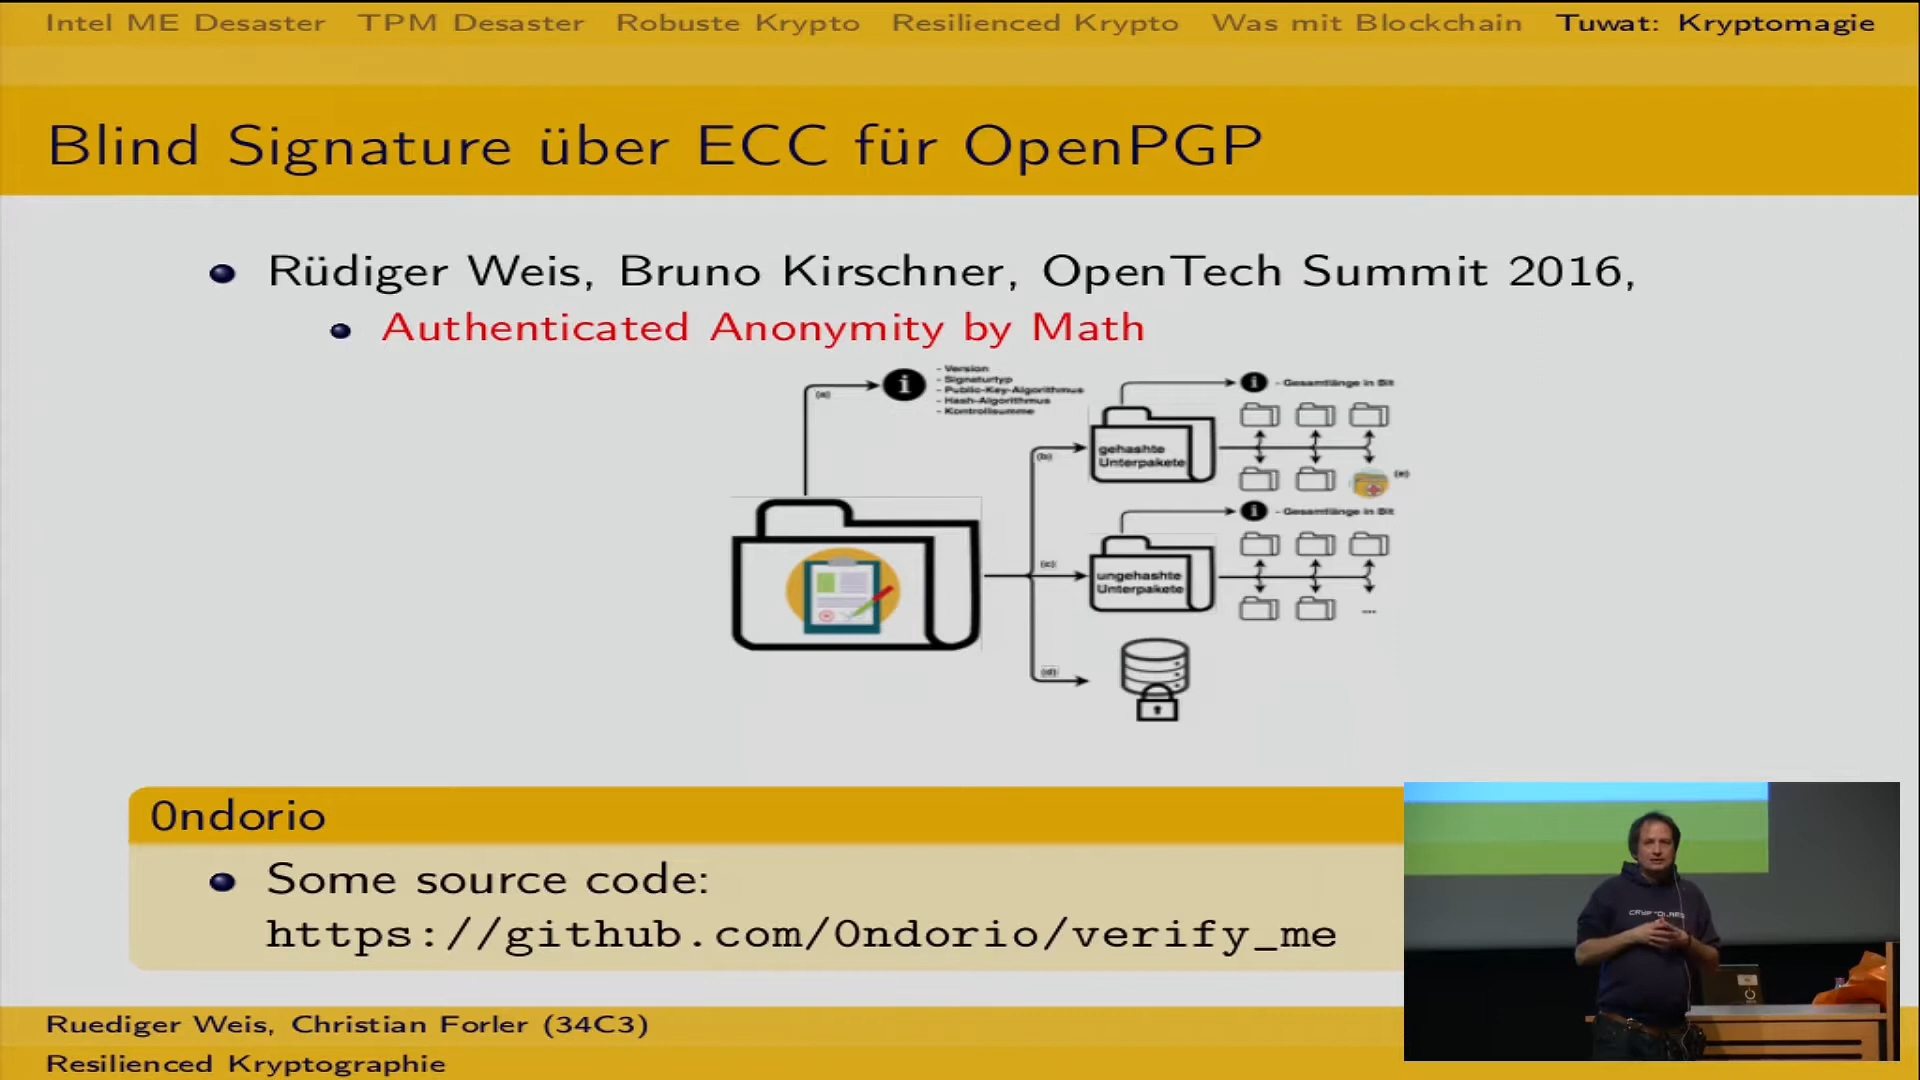 Intel ME Desaster TPM Desaster Robuste Krypto Resilienced Krypto Was mit Blockchain Tuwat: Kryptomagie
Blind Signature über ECC für OpenPGP
Rüdiger Weis, Bruno Kirschner, OpenTech Summit 2016,
Authenticated Anonymity by Math
(a)
- Version
- Signaturtyp
- Public-Key-Algorithmus
- Hash-Algorithmus
- Kontrollsumme
- Gesamtlänge in Bit
(b)
gehashte
Unterpakete
(e)
- Gesamtlänge in Bit
(c)
ungehashte
Unterpakete
...
(d)
0ndorio
Some source code:
https://github.com/0ndorio/verify_me
Ruediger Weis, Christian Forler (34C3)
Resilienced Kryptographie